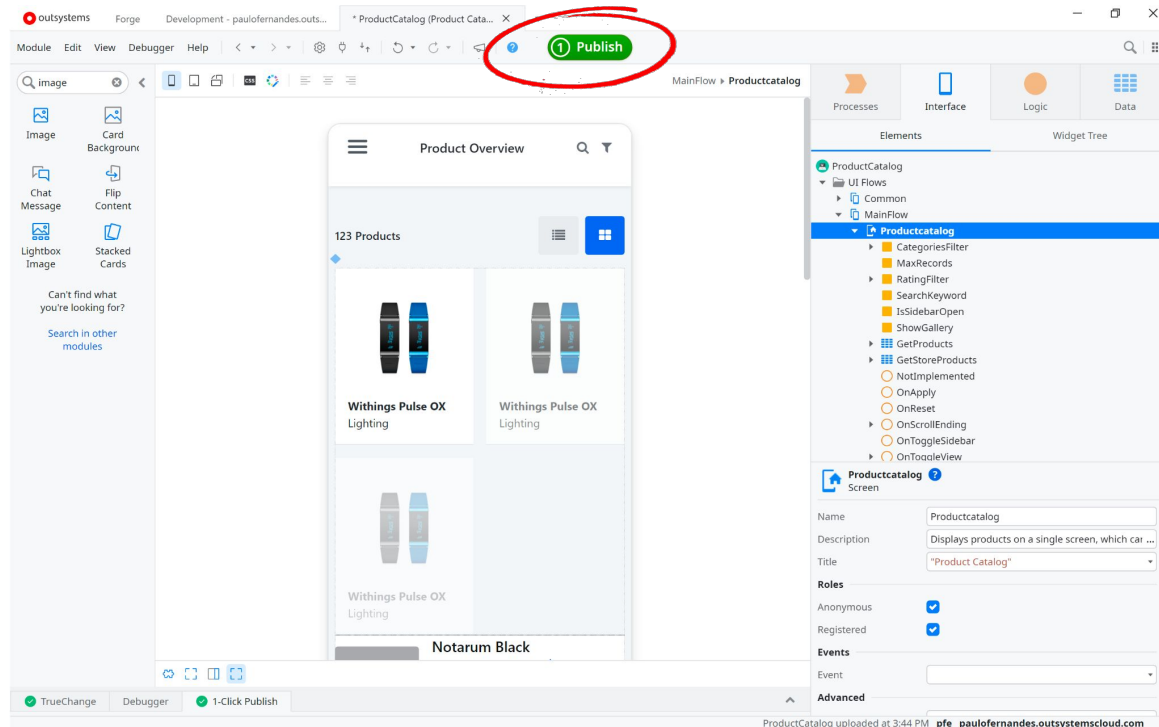 outsystems
Forge
Development - paulofernandes.outs...
* ProductCatalog (Product Cata...
Module Edit View Debugger Help
1 Publish
image
Image
Card
Background
Chat
Message
Flip
Content
Lightbox
Image
Stacked
Cards
Can't find what
you're looking for?
Search in other
modules
CSS
MainFlow Productcatalog
Product Overview
123 Products
Withings Pulse OX
Lighting
Withings Pulse OX
Lighting
Withings Pulse OX
Lighting
Notarum Black
Processes
Interface
Logic
Data
Elements
Widget Tree
ProductCatalog
UI Flows
Common
MainFlow
Productcatalog
CategoriesFilter
MaxRecords
RatingFilter
SearchKeyword
IsSidebarOpen
ShowGallery
GetProducts
GetStoreProducts
NotImplemented
OnApply
OnReset
OnScrollEnding
OnToggleSidebar
OnToggleView
Productcatalog ?
Screen
Name Productcatalog
Description Displays products on a single screen, which car ...
Title "Product Catalog"
Roles
Anonymous
Registered
Events
Event
Advanced
TrueChange
Debugger
1-Click Publish
ProductCatalog uploaded at 3:44 PM pfe_paulofernandes.outsystemscloud.com